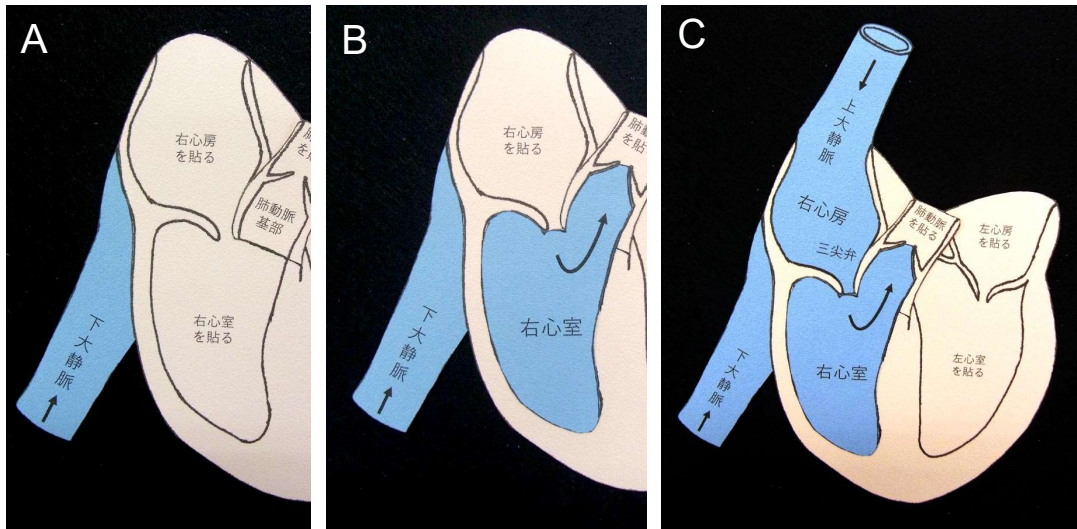 A
右心房
を貼る
肺動脈
基部
右心室
を貼る
下大静脈
B
右心房
を貼る
右心室
下大静脈
C
上大静脈
右心房
三尖弁
肺動脈
を貼る
左心房
を貼る
右心室
左心室
を貼る
下大静脈